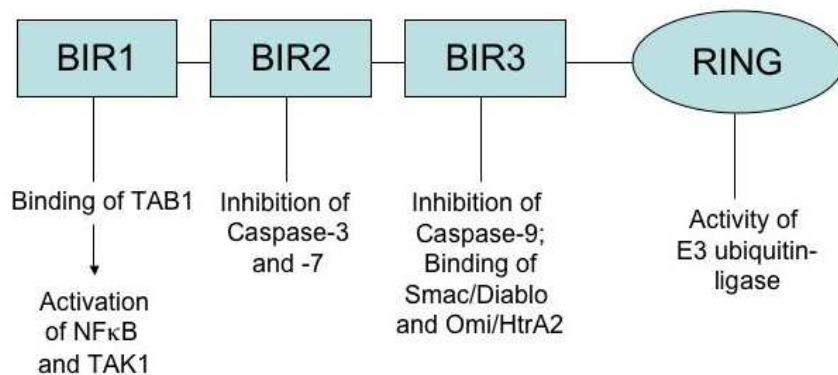 BIR1
BIR2
BIR3
RING
Binding of TAB1
Activation
of NFκB
and TAK1
Inhibition of
Caspase-3
and -7
Inhibition of
Caspase-9;
Binding of
Smac/Diablo
and Omi/HtrA2
Activity of
E3 ubiquitin-
ligase